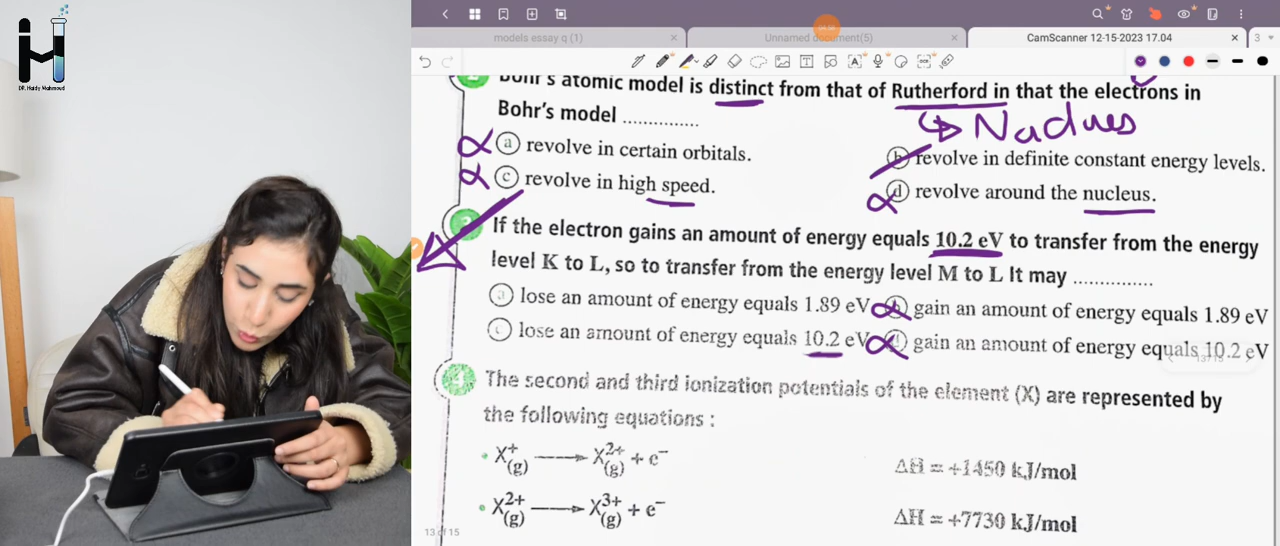 DR. Haidy Mahmoud
models essay q (1)
Unnamed document(5)
CamScanner 12-15-2023 17.04
3
Bohr's atomic model is distinct from that of Rutherford in that the electrons in
Bohr's model ..............
a revolve in certain orbitals.
b revolve in definite constant energy levels.
c revolve in high speed.
d revolve around the nucleus.
3 If the electron gains an amount of energy equals 10.2 eV to transfer from the energy
level K to L, so to transfer from the energy level M to L It may ...............
a lose an amount of energy equals 1.89 eV
gain an amount of energy equals 1.89 eV
c lose an amount of energy equals 10.2 eV
gain an amount of energy equals 10.2 eV
13/15
4 The second and third ionization potentials of the element (X) are represented by
the following equations :
• X⁺(g) ⟶ X²⁺(g) + e⁻ ΔH = +1450 kJ/mol
• X²⁺(g) ⟶ X³⁺(g) + e⁻ ΔH = +7730 kJ/mol
13 of 15